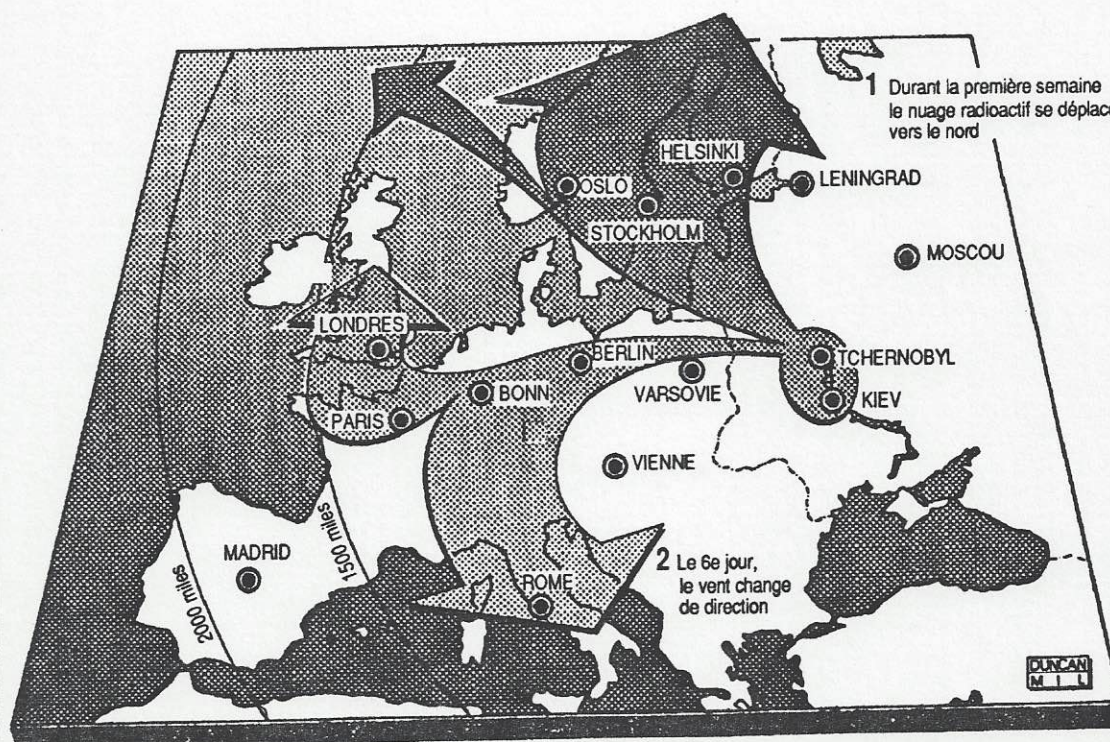 1 Durant la première semaine
le nuage radioactif se déplace
vers le nord
HELSINKI
OSLO
LENINGRAD
STOCKHOLM
MOSCOU
LONDRES
BERLIN
TCHERNOBYL
BONN
VARSOVIE
KIEV
PARIS
VIENNE
MADRID
1500 miles
2000 miles
ROME
2 Le 6e jour,
le vent change
de direction
DUNCAN
MIL